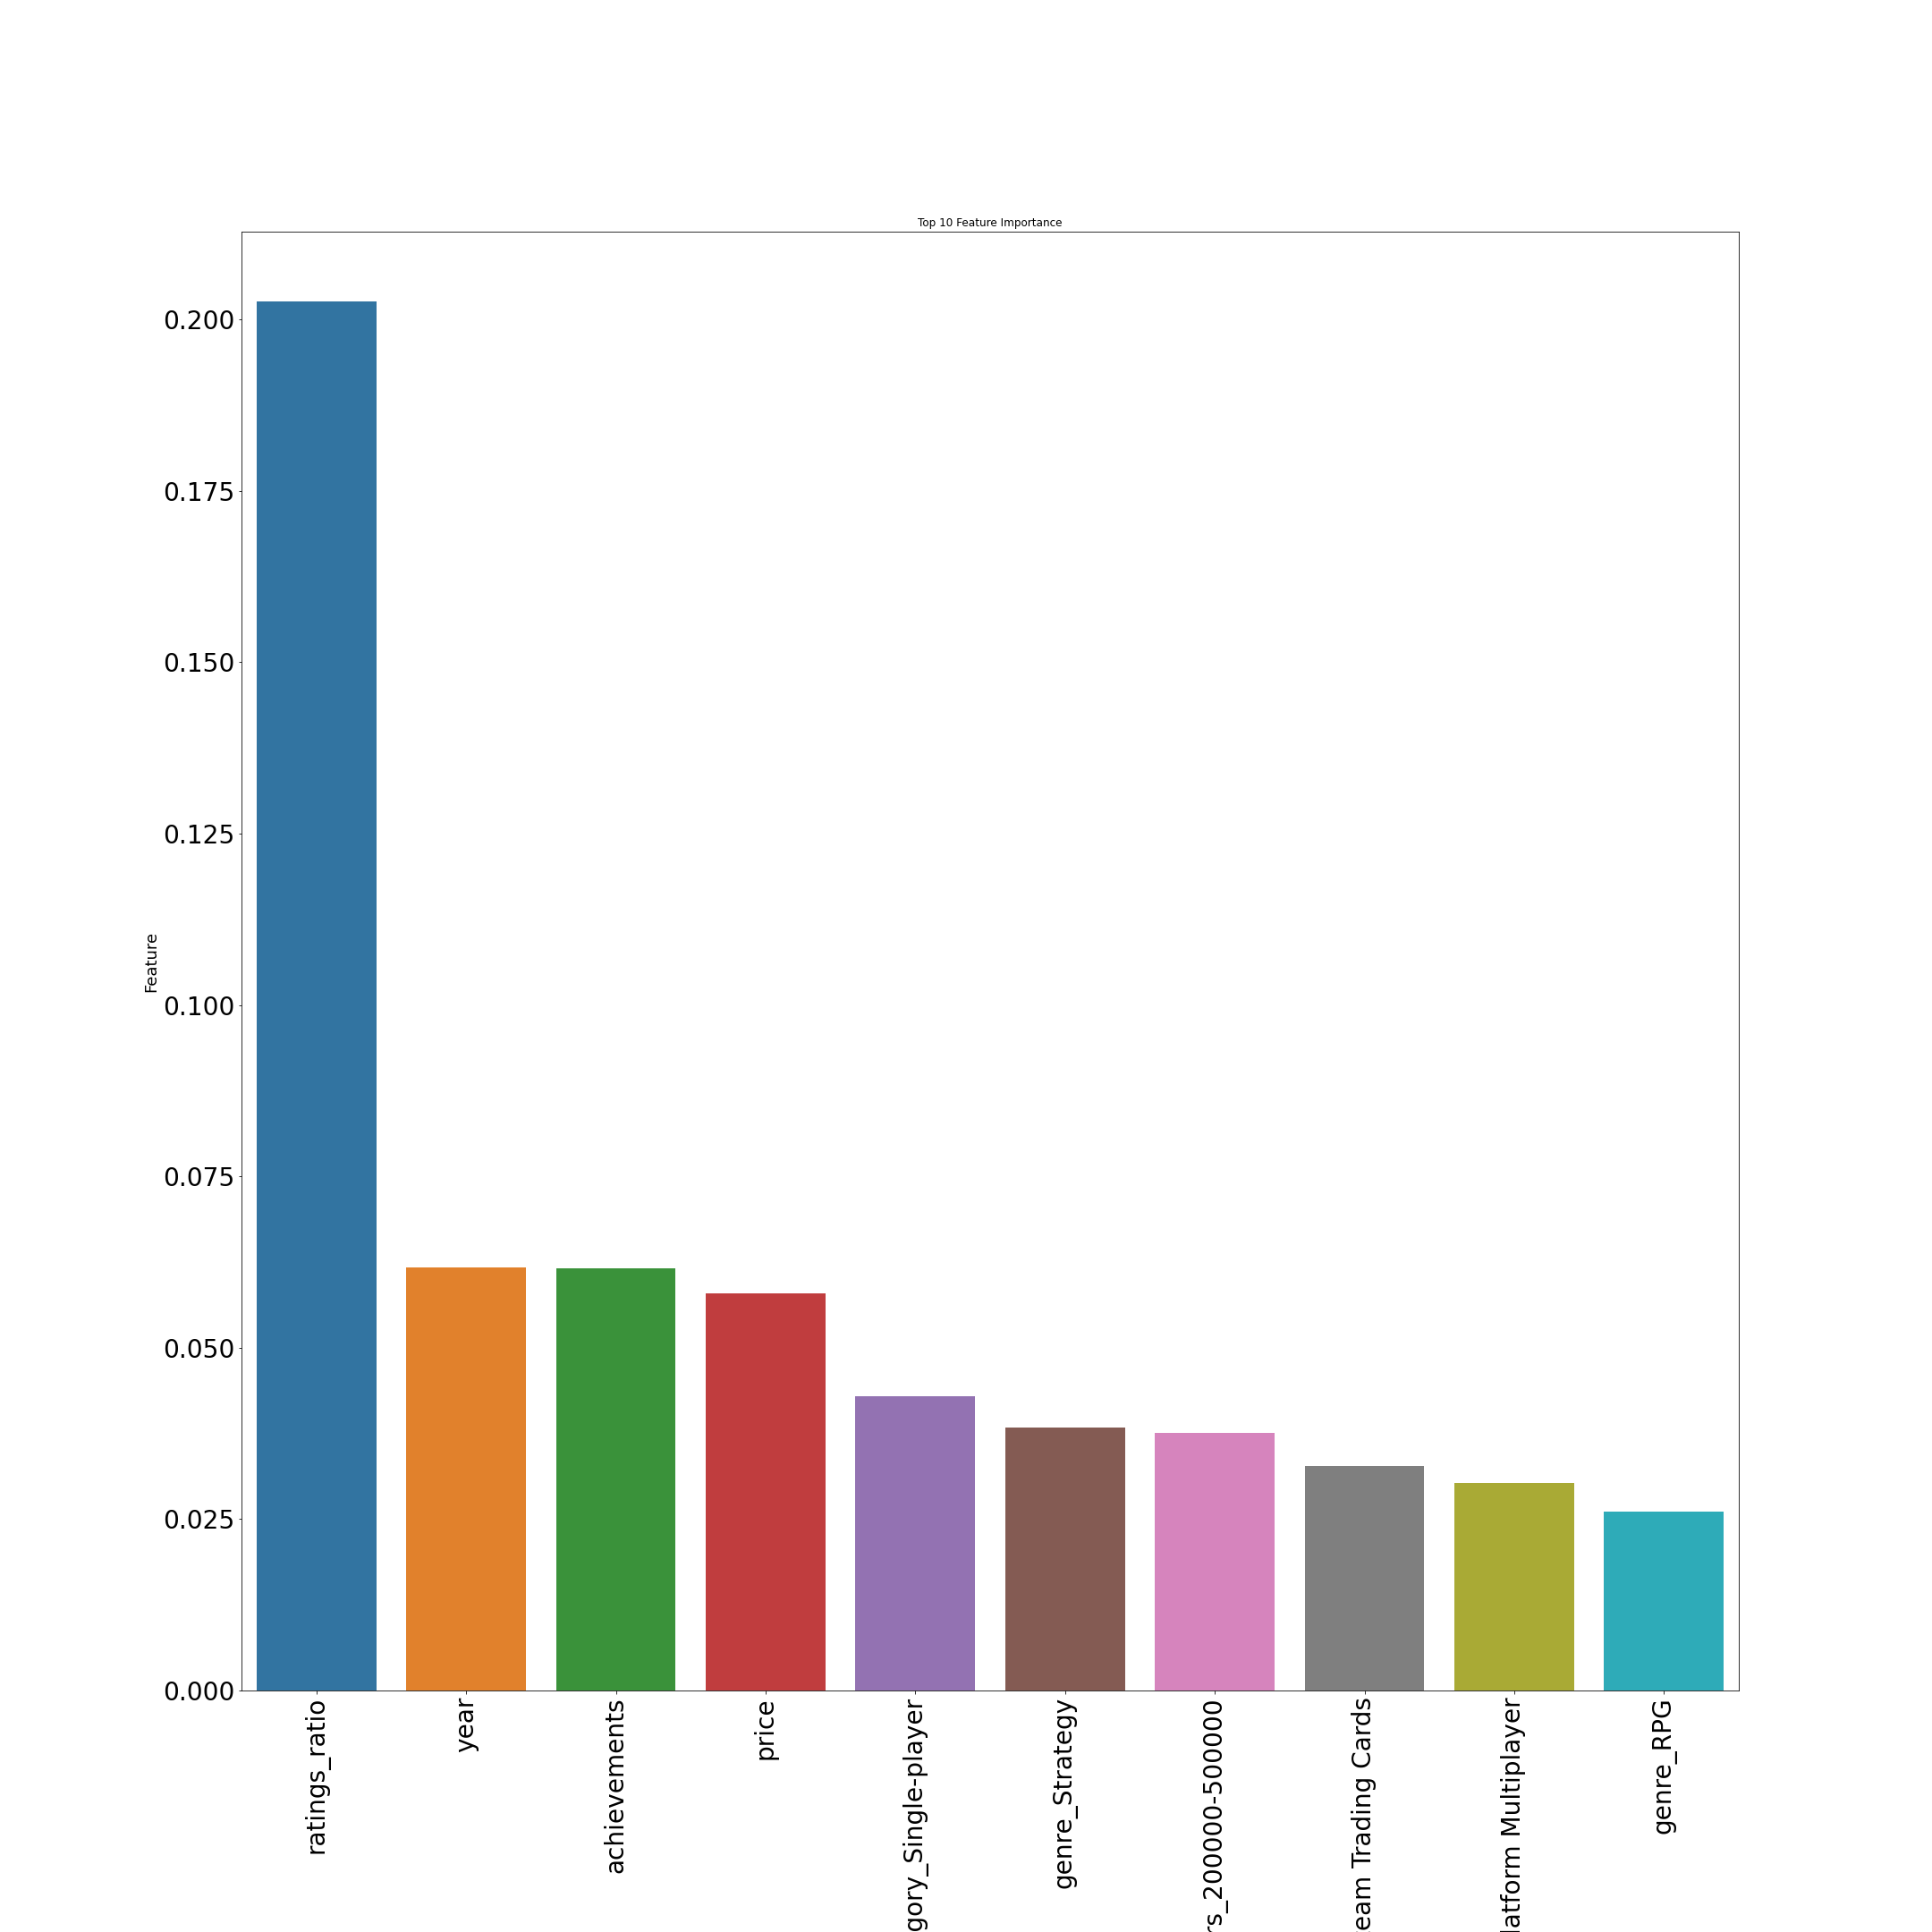 Top 10 Feature Importance
Feature
0.200
0.175
0.150
0.125
0.100
0.075
0.050
0.025
0.000
ratings_ratio
year
achievements
price
gory_Single-player
genre_Strategy
rs_200000-500000
eam Trading Cards
latform Multiplayer
genre_RPG